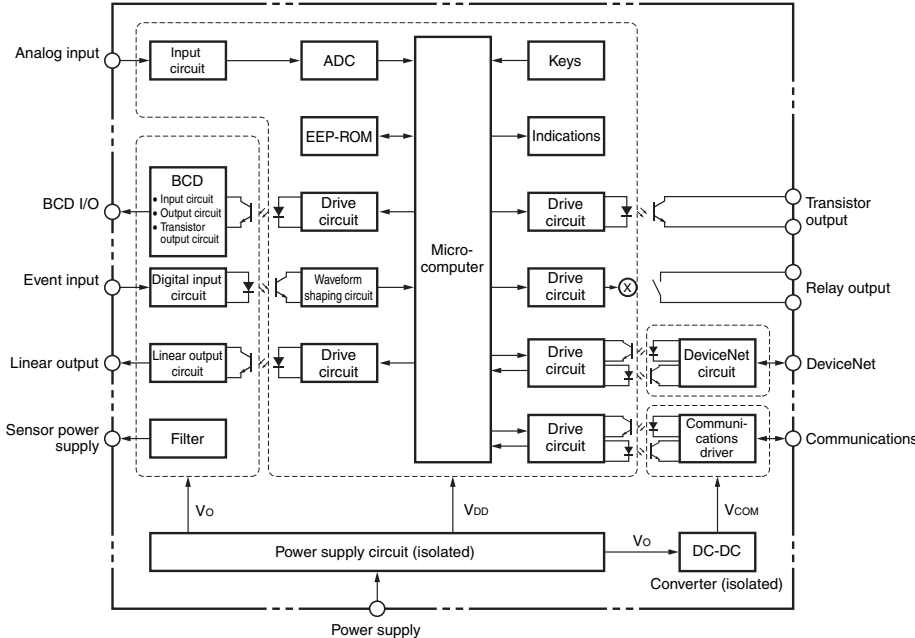 Analog input
Input
circuit
ADC
Keys
EEP-ROM
Indications
BCD I/O
BCD
• Input circuit
• Output circuit
• Transistor
output circuit
Drive
circuit
Micro-
computer
Drive
circuit
Transistor
output
Event input
Digital input
circuit
Waveform
shaping circuit
Drive
circuit
X
Relay output
Linear output
Linear output
circuit
Drive
circuit
Drive
circuit
DeviceNet
circuit
DeviceNet
Sensor power
supply
Filter
Drive
circuit
Communi-
cations
driver
Communications
VO
VDD
VCOM
Power supply circuit (isolated)
VO
DC-DC
Converter (isolated)
Power supply